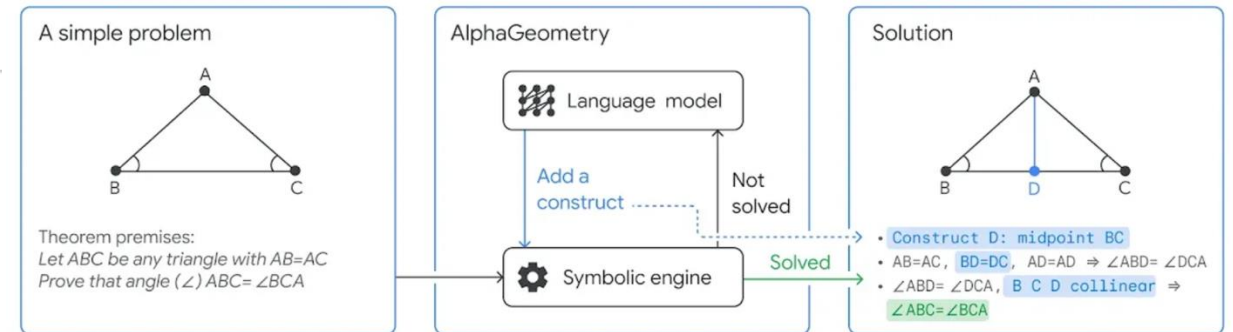 A simple problem
A
B
C
Theorem premises:
Let ABC be any triangle with AB=AC
Prove that angle (∠) ABC= ∠BCA
AlphaGeometry
Language model
Add a
construct
Not
solved
Symbolic engine
Solved
Solution
A
B
D
C
• Construct D: midpoint BC
• AB=AC, BD=DC, AD=AD ⇒ ∠ABD= ∠DCA
• ∠ABD= ∠DCA, B C D collinear ⇒
∠ABC=∠BCA